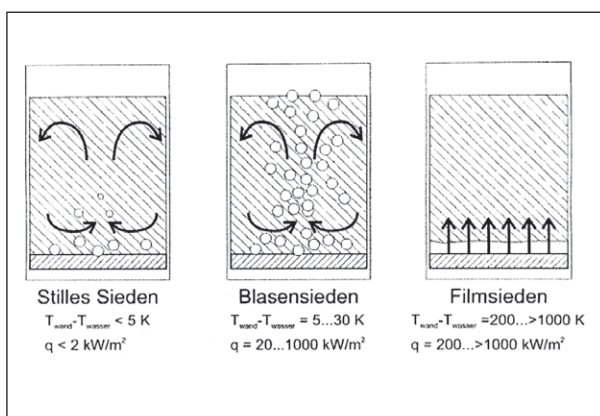 Stilles Sieden
T_wand-T_wasser < 5 K
q < 2 kW/m²
Blasensieden
T_wand-T_wasser = 5...30 K
q = 20...1000 kW/m²
Filmsieden
T_wand-T_wasser =200...>1000 K
q = 200...>1000 kW/m²